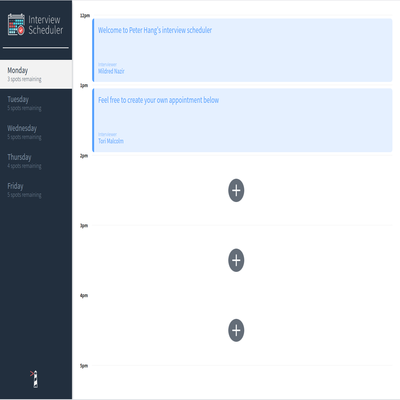 Interview
Scheduler
Monday
3 spots remaining
Tuesday
5 spots remaining
Wednesday
5 spots remaining
Thursday
4 spots remaining
Friday
5 spots remaining
12pm
Welcome to Peter Hang's interview scheduler
Interviewer
Mildred Nazir
1pm
Feel free to create your own appointment below
Interviewer
Tori Malcolm
2pm
3pm
4pm
5pm